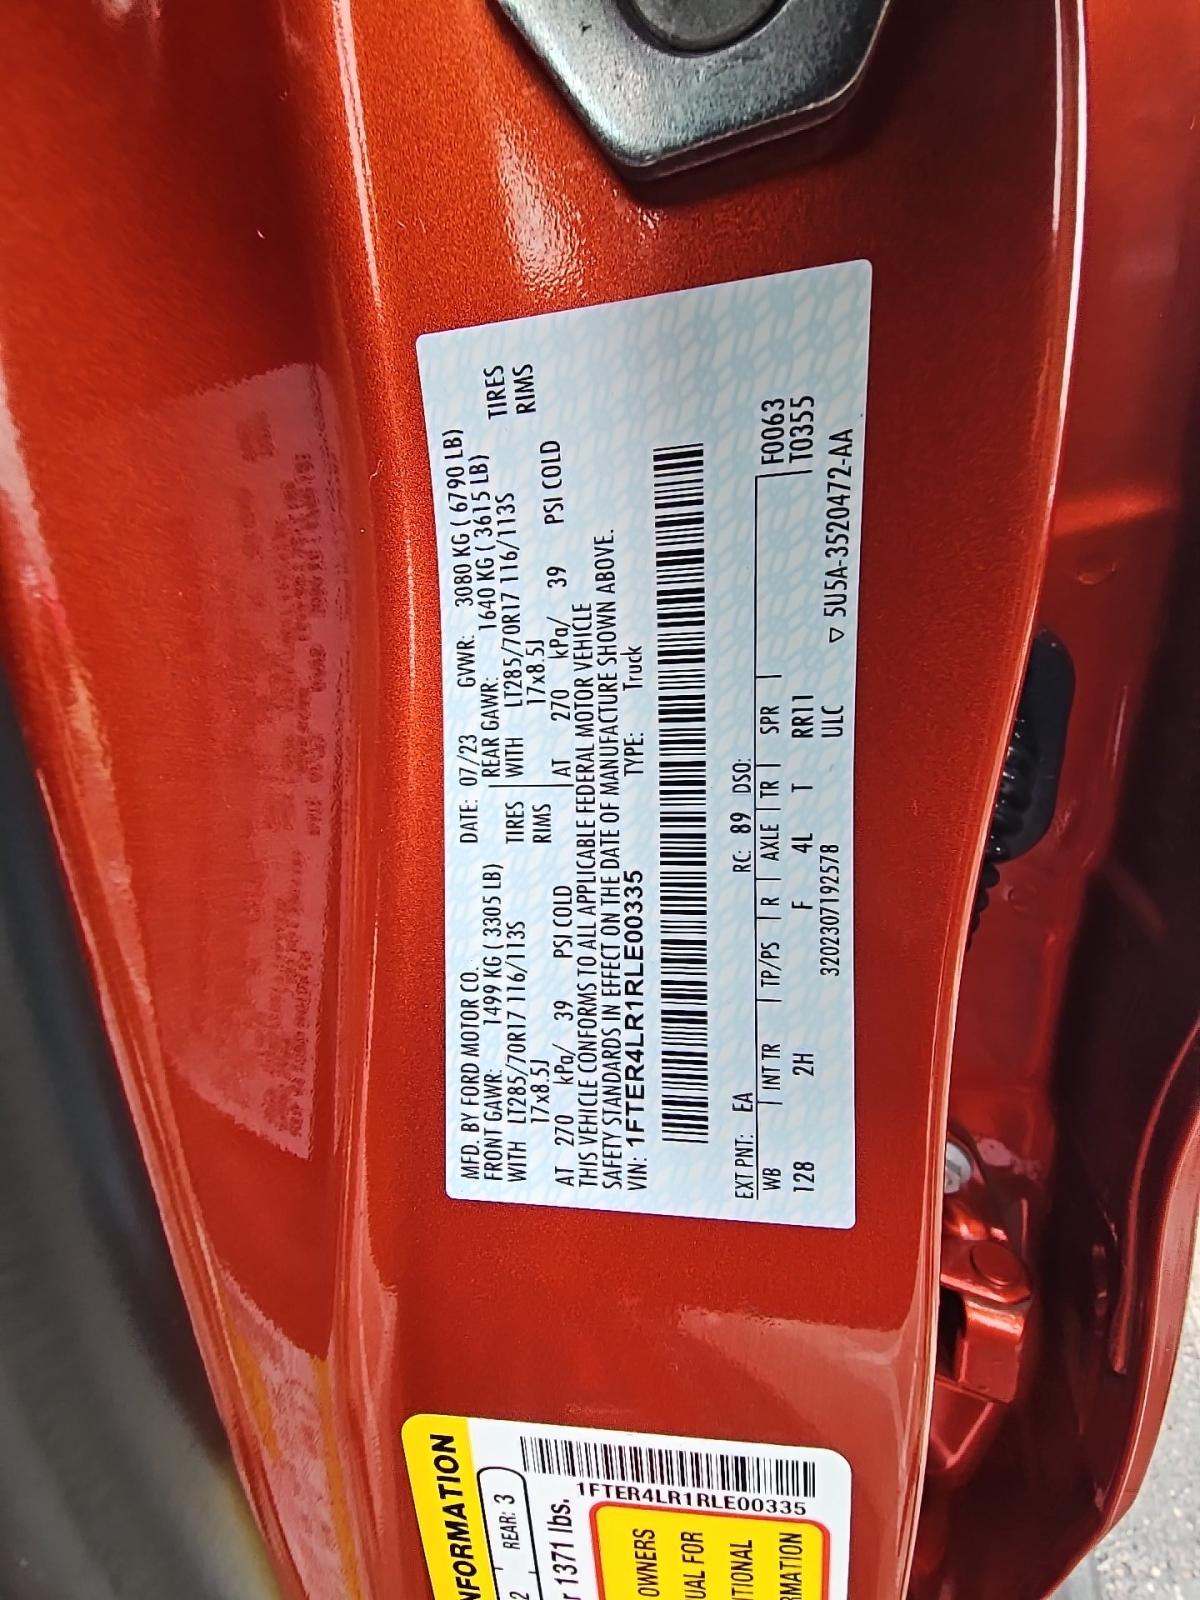 MFD. BY FORD MOTOR CO. DATE: 07/23 GVWR: 3080 KG ( 6790 LB)
FRONT GAWR: 1499 KG ( 3305 LB) REAR GAWR: 1640 KG ( 3615 LB)
WITH LT285/70R17 116/113S TIRES WITH LT285/70R17 116/113S TIRES
17x8.5J RIMS 17x8.5J RIMS
AT 270 kPa/ 39 PSI COLD AT 270 kPa/ 39 PSI COLD
THIS VEHICLE CONFORMS TO ALL APPLICABLE FEDERAL MOTOR VEHICLE
SAFETY STANDARDS IN EFFECT ON THE DATE OF MANUFACTURE SHOWN ABOVE.
VIN: 1FTER4LR1RLE00335 TYPE: Truck
EXT PNT: EA RC: 89 DSO:
WB INT TR TP/PS R AXLE TR SPR F0063
128 2H F 4L T RR11 T0355
3202307192578 ULC ▽ 5U5A-3520472-AA
NFORMATION
2 REAR: 3
r 1371 lbs.
1FTER4LR1RLE00335
OWNERS
UAL FOR
ITIONAL
RMATION